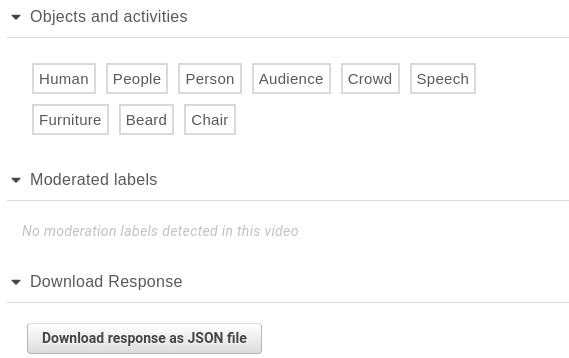 Objects and activities
Human People Person Audience Crowd Speech
Furniture Beard Chair
Moderated labels
No moderation labels detected in this video
Download Response
Download response as JSON file